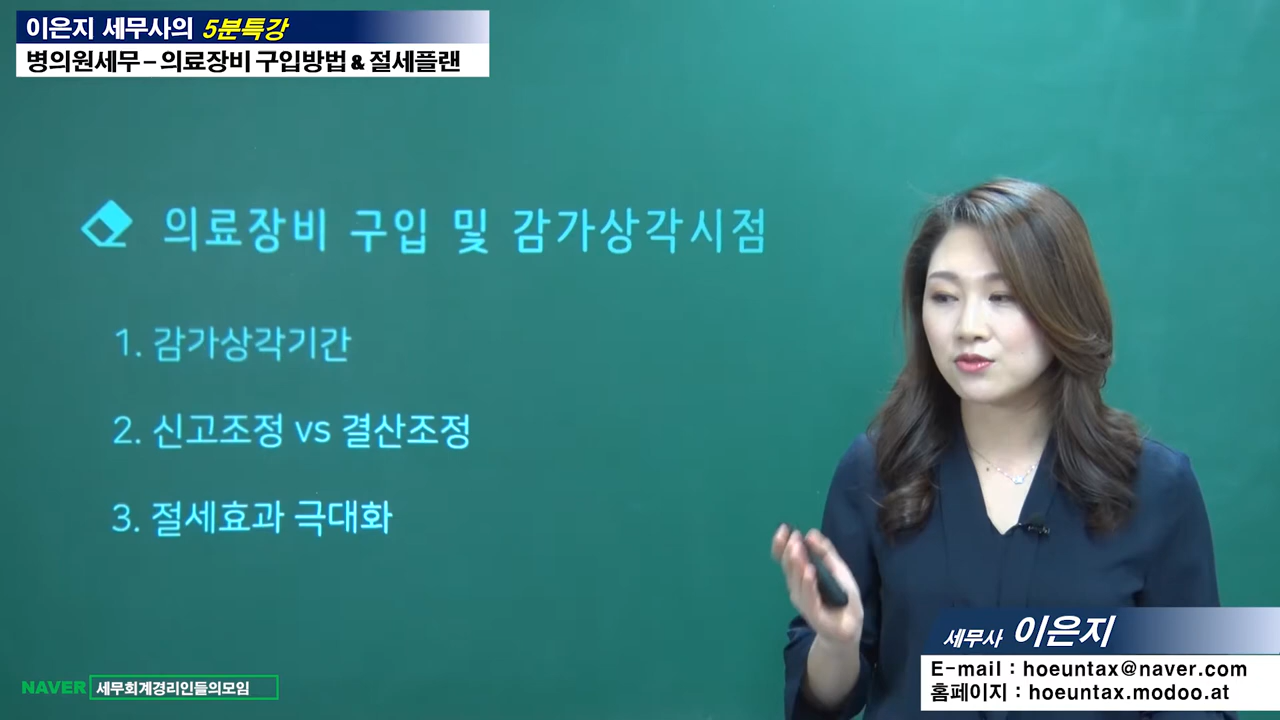 이은지 세무사의 5분특강
병의원세무 – 의료장비 구입방법 & 절세플랜
의료장비 구입 및 감가상각시점
1. 감가상각기간
2. 신고조정 vs 결산조정
3. 절세효과 극대화
세무사 이은지
E-mail : hoeuntax@naver.com
홈페이지 : hoeuntax.modoo.at
NAVER 세무회계경리인들의모임